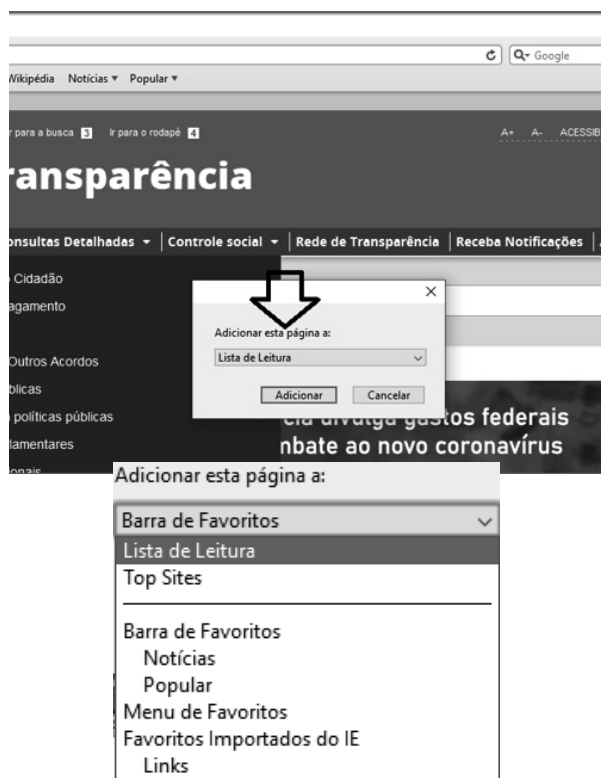 Google
Wikipédia Notícias Popular
r para a busca 3 Ir para o rodapé 4 A+ A- ACESSIB
ransparência
onsultas Detalhadas Controle social Rede de Transparência Receba Notificações
Cidadão
agamento
Adicionar esta página a:
Lista de Leitura
Outros Acordos
blicas
Adicionar Cancelar
políticas públicas
cia divulga gastos federais
lamentares
mbate ao novo coronavírus
onais
Adicionar esta página a:
Barra de Favoritos
Lista de Leitura
Top Sites
Barra de Favoritos
Notícias
Popular
Menu de Favoritos
Favoritos Importados do IE
Links